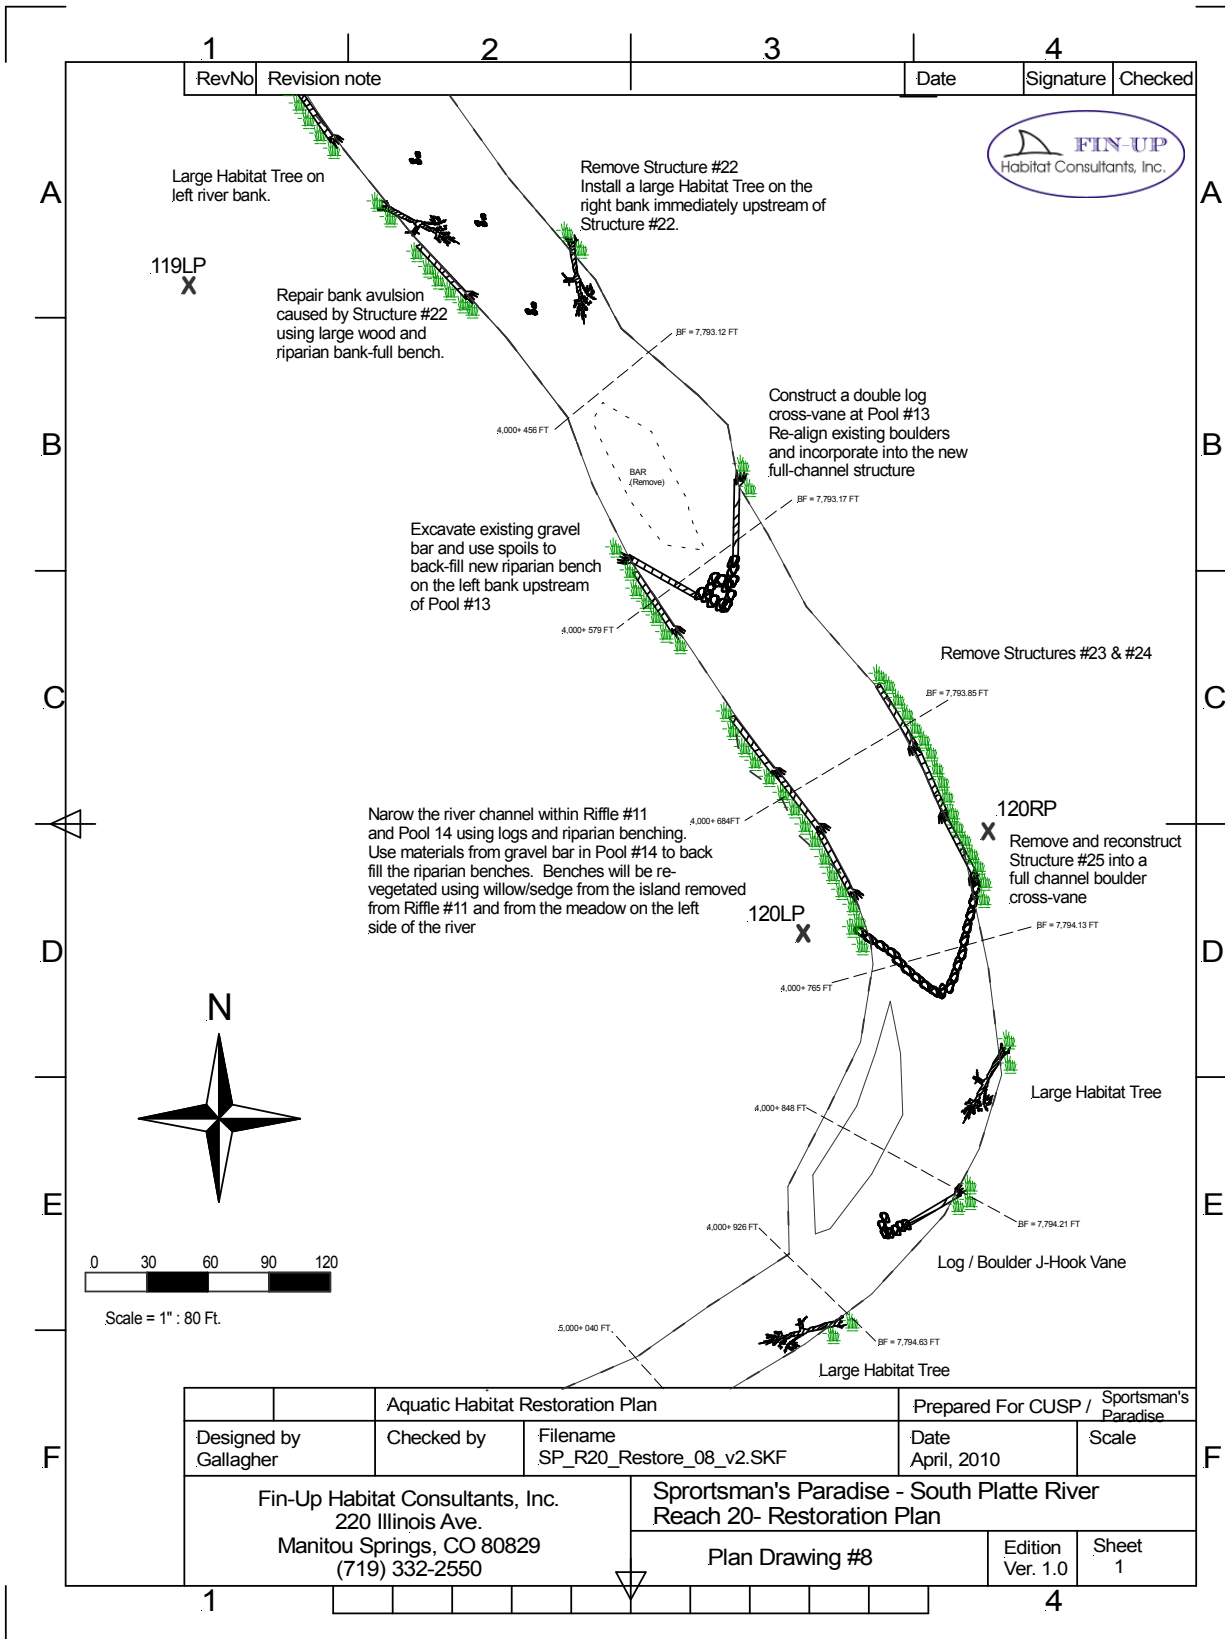 1
2
3
4
RevNo
Revision note
Date
Signature
Checked
FIN-UP
Habitat Consultants, Inc.
A
A
Large Habitat Tree on
left river bank.
Remove Structure #22
Install a large Habitat Tree on the
right bank immediately upstream of
Structure #22.
119LP
X
Repair bank avulsion
caused by Structure #22
using large wood and
riparian bank-full bench.
BF = 7,793.12 FT
4,000+ 456 FT
Construct a double log
cross-vane at Pool #13
Re-align existing boulders
and incorporate into the new
full-channel structure
B
B
BAR
(Remove)
BF = 7,793.17 FT
Excavate existing gravel
bar and use spoils to
back-fill new riparian bench
on the left bank upstream
of Pool #13
4,000+ 579 FT
Remove Structures #23 & #24
C
C
BF = 7,793.85 FT
4,000+ 684FT
120RP
X
Narow the river channel within Riffle #11
and Pool 14 using logs and riparian benching.
Use materials from gravel bar in Pool #14 to back
fill the riparian benches. Benches will be re-
vegetated using willow/sedge from the island removed
from Riffle #11 and from the meadow on the left
side of the river
Remove and reconstruct
Structure #25 into a
full channel boulder
cross-vane
120LP
X
BF = 7,794.13 FT
D
D
4,000+ 765 FT
N
Large Habitat Tree
4,000+ 848 FT
E
E
BF = 7,794.21 FT
4,000+ 926 FT
Log / Boulder J-Hook Vane
0 30 60 90 120
Scale = 1" : 80 Ft.
5,000+ 040 FT
BF = 7,794.63 FT
Large Habitat Tree
Aquatic Habitat Restoration Plan
Prepared For CUSP /
Sportsman's
Paradise
Designed by
Gallagher
Checked by
Filename
SP_R20_Restore_08_v2.SKF
Date
April, 2010
Scale
F
F
Fin-Up Habitat Consultants, Inc.
220 Illinois Ave.
Manitou Springs, CO 80829
(719) 332-2550
Sprortsman's Paradise - South Platte River
Reach 20- Restoration Plan
Plan Drawing #8
Edition
Ver. 1.0
Sheet
1
1
4